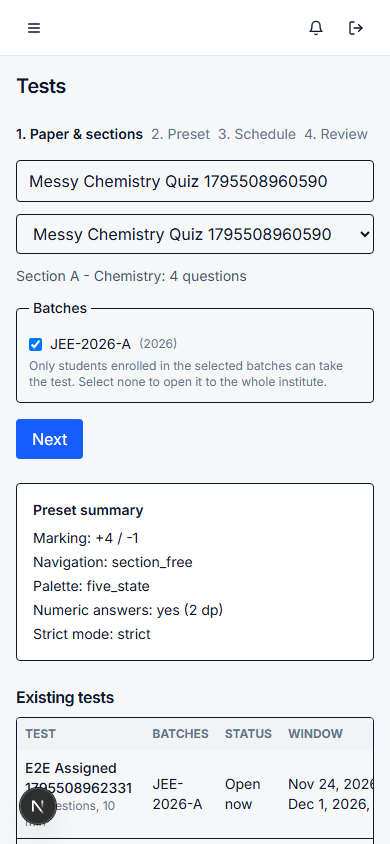 Tests
1. Paper & sections 2. Preset 3. Schedule 4. Review
Messy Chemistry Quiz 1795508960590
Messy Chemistry Quiz 1795508960590
Section A - Chemistry: 4 questions
Batches
JEE-2026-A (2026)
Only students enrolled in the selected batches can take
the test. Select none to open it to the whole institute.
Next
Preset summary
Marking: +4 / -1
Navigation: section_free
Palette: five_state
Numeric answers: yes (2 dp)
Strict mode: strict
Existing tests
TEST BATCHES STATUS WINDOW
E2E Assigned
1795508962331
estions, 10
JEE-
2026-A
Open
now
Nov 24, 2026
Dec 1, 2026,
N